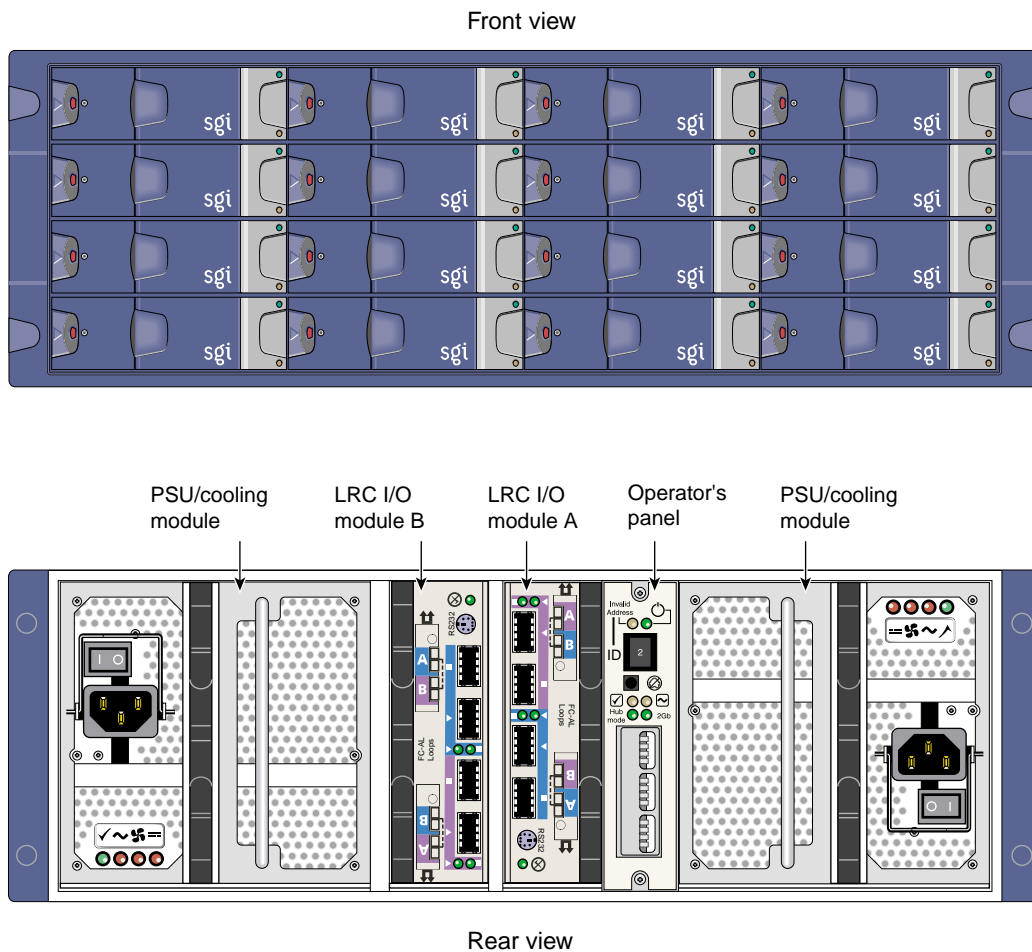 Front view
sgi sgi sgi sgi
sgi sgi sgi sgi
sgi sgi sgi sgi
sgi sgi sgi sgi
PSU/cooling
module
LRC I/O
module B
LRC I/O
module A
Operator's
panel
PSU/cooling
module
I O
RS232
A
B
FC-AL
Loops
B
A
A
B
FC-AL
Loops
B
A
RS232
Invalid
Address
ID
2
Hub
mode
2Gb
O I
Rear view